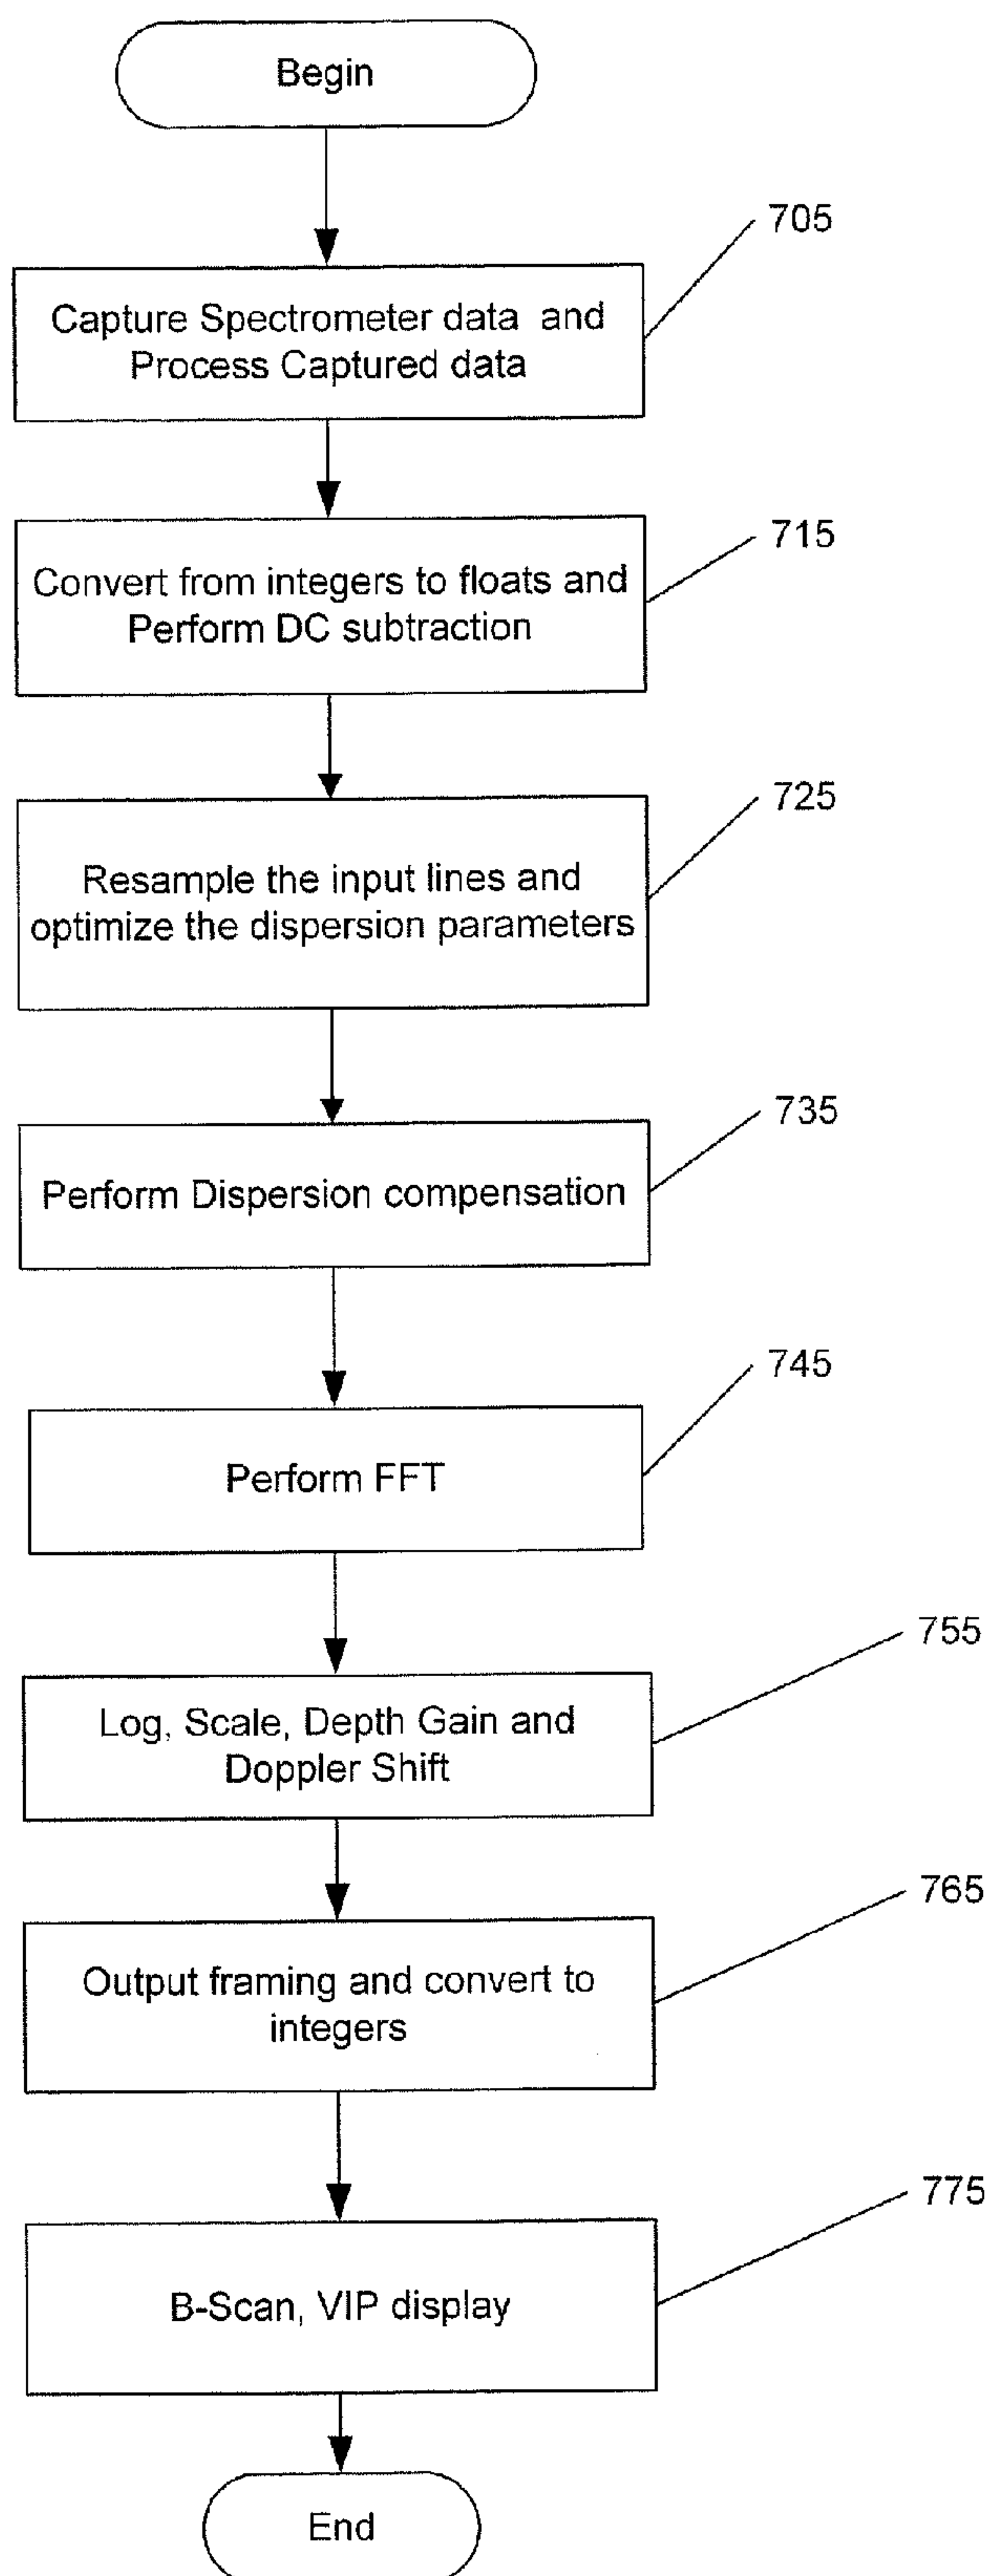 Begin
705
Capture Spectrometer data and
Process Captured data
715
Convert from integers to floats and
Perform DC subtraction
725
Resample the input lines and
optimize the dispersion parameters
735
Perform Dispersion compensation
745
Perform FFT
755
Log, Scale, Depth Gain and
Doppler Shift
765
Output framing and convert to
integers
775
B-Scan, VIP display
End